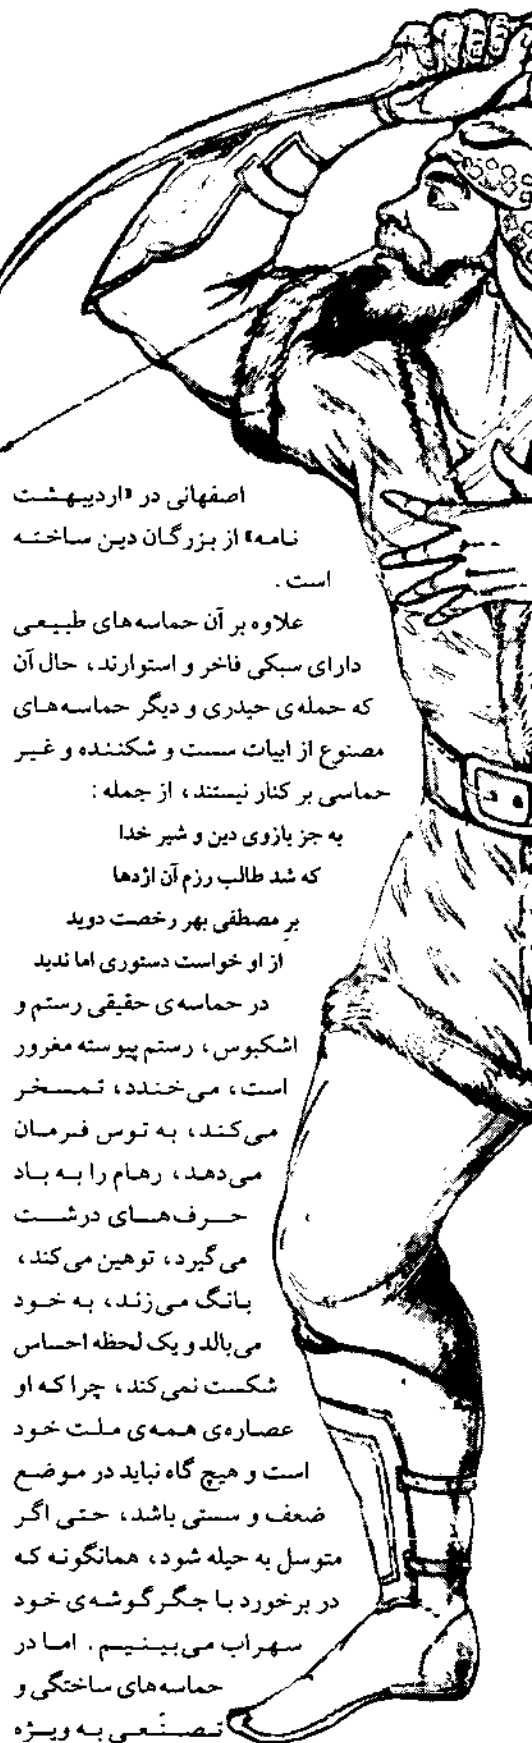 اصفهانی در «اردیبهشت
نامه» از بزرگان دین ساخته
است.
علاوه بر آن حماسه‌های طبیعی
دارای سبکی فاخر و استوارند، حال آن
که حمله‌ی حیدری و دیگر حماسه‌های
مصنوع از ابیات سست و شکننده و غیر
حماسی بر کنار نیستند، از جمله:
به جز بازوی دین و شیر خدا
که شد طالب رزم آن اژدها
برِ مصطفی بهر رخصت دوید
از او خواست دستوری اما ندید
در حماسه‌ی حقیقی رستم و
اشکبوس، رستم پیوسته مغرور
است، می‌خندد، تمسخر
می‌کند، به توس فرمان
می‌دهد، رهام را به باد
حرف‌های درشت
می‌گیرد، توهین می‌کند،
بانگ می‌زند، به خود
می‌بالد و یک لحظه احساس
شکست نمی‌کند، چرا که او
عصاره‌ی همه‌ی ملت خود
است و هیچ گاه نباید در موضع
ضعف و سستی باشد، حتی اگر
متوسل به حیله شود، همانگونه که
در برخورد با جگرگوشه‌ی خود
سهراب می‌بینیم. اما در
حماسه‌های ساختگی و
تصنّعی به ویژه